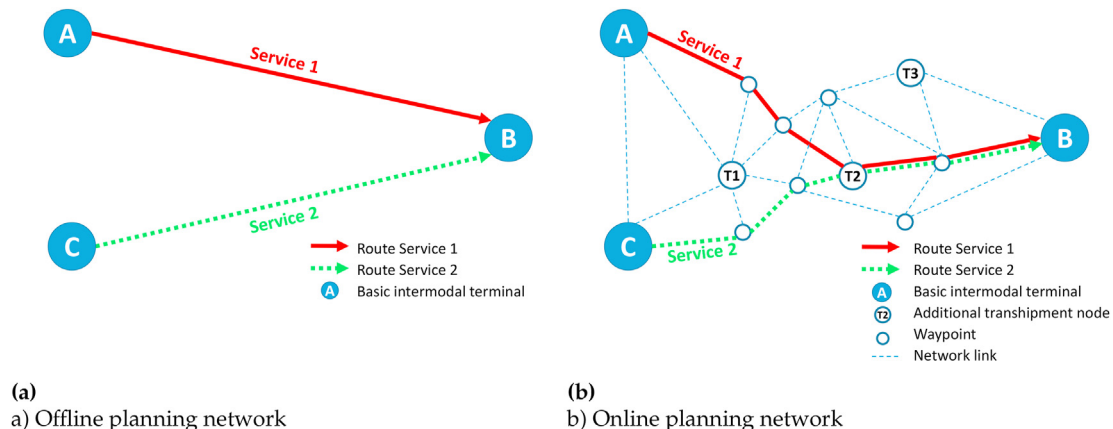 A
Service 1
B
Service 2
C
Route Service 1
Route Service 2
A Basic intermodal terminal
(a)
a) Offline planning network
A
Service 1
T3
B
T1
T2
C
Service 2
Route Service 1
Route Service 2
A Basic intermodal terminal
T2 Additional transhipment node
Waypoint
Network link
(b)
b) Online planning network